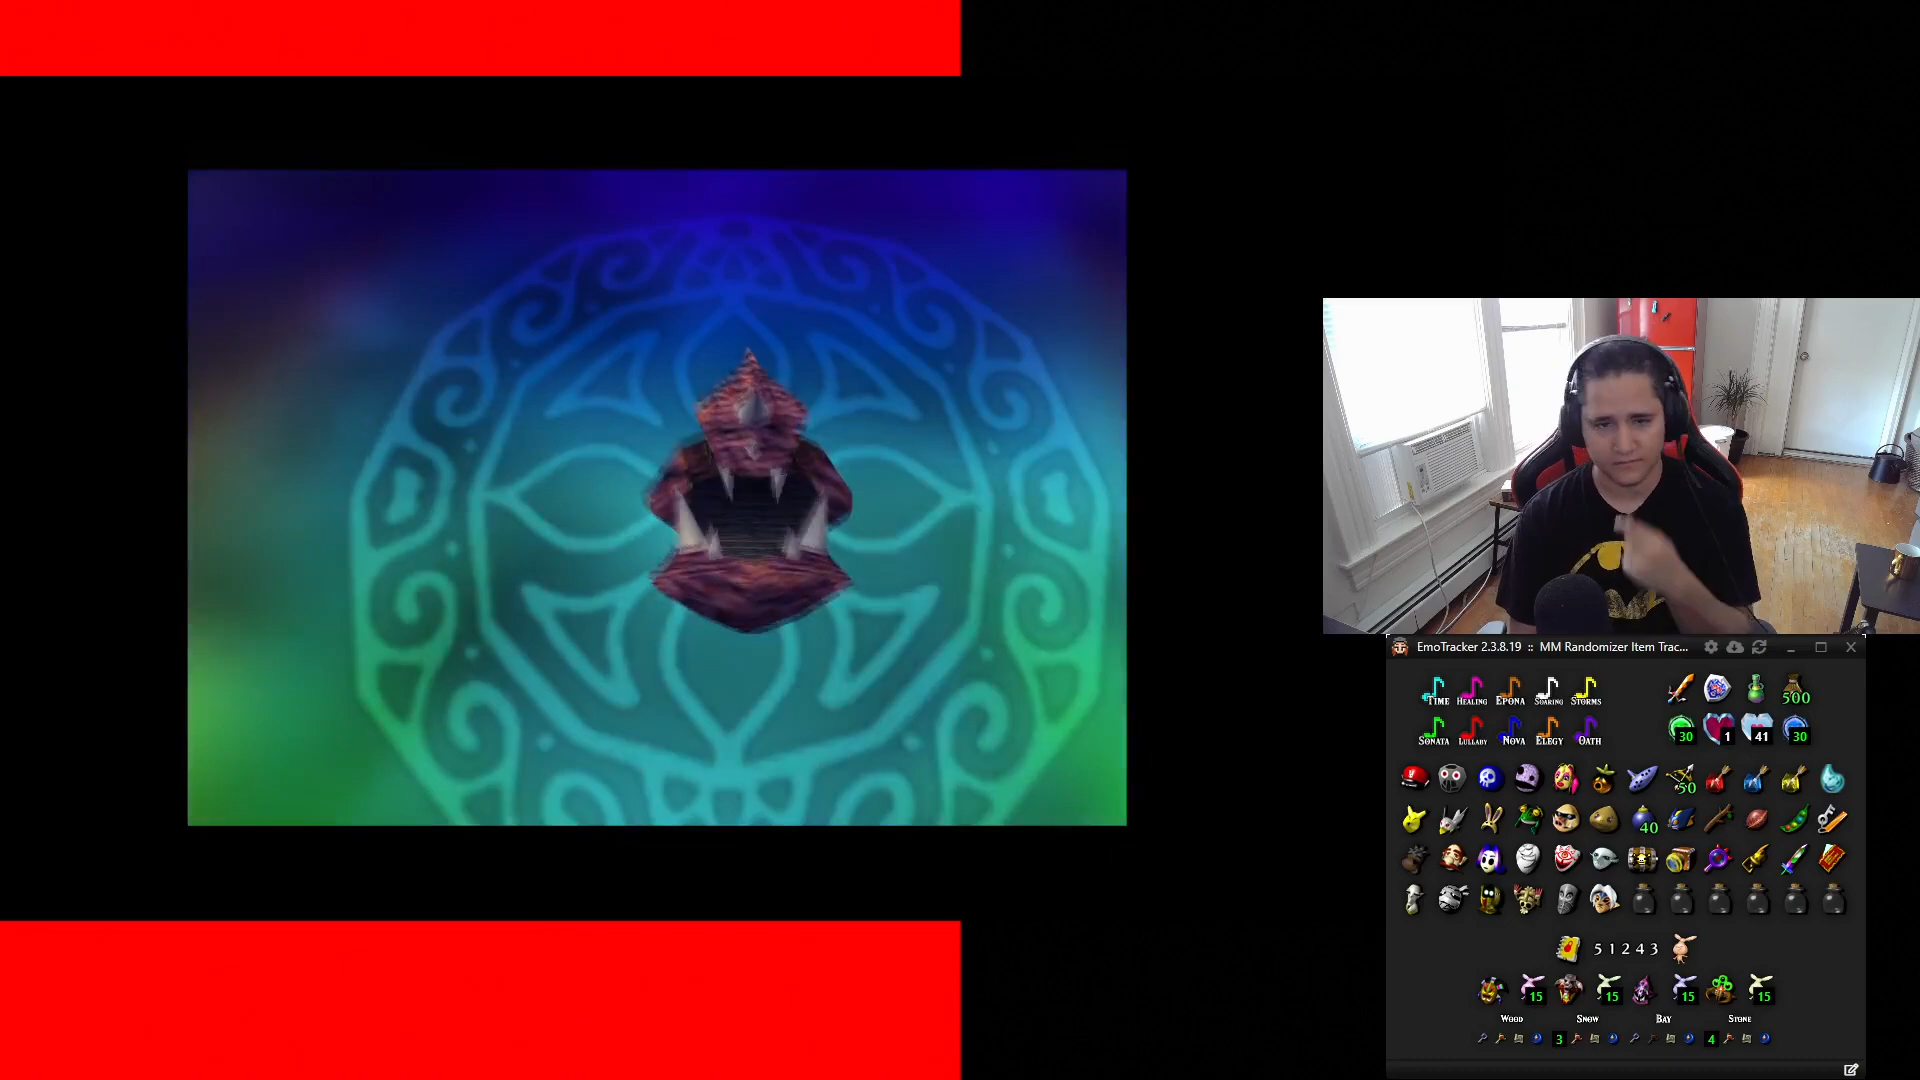 EmoTracker 2.3.8.19 :: MM Randomizer Item Trac...
TIME HEALING EPONA SOARING STORMS
500
SONATA LULLABY NOVA ELEGY OATH
30 1 41 30
50
40
5 1 2 4 3
15 15 15 15
WOOD SNOW BAY STONE
3 4